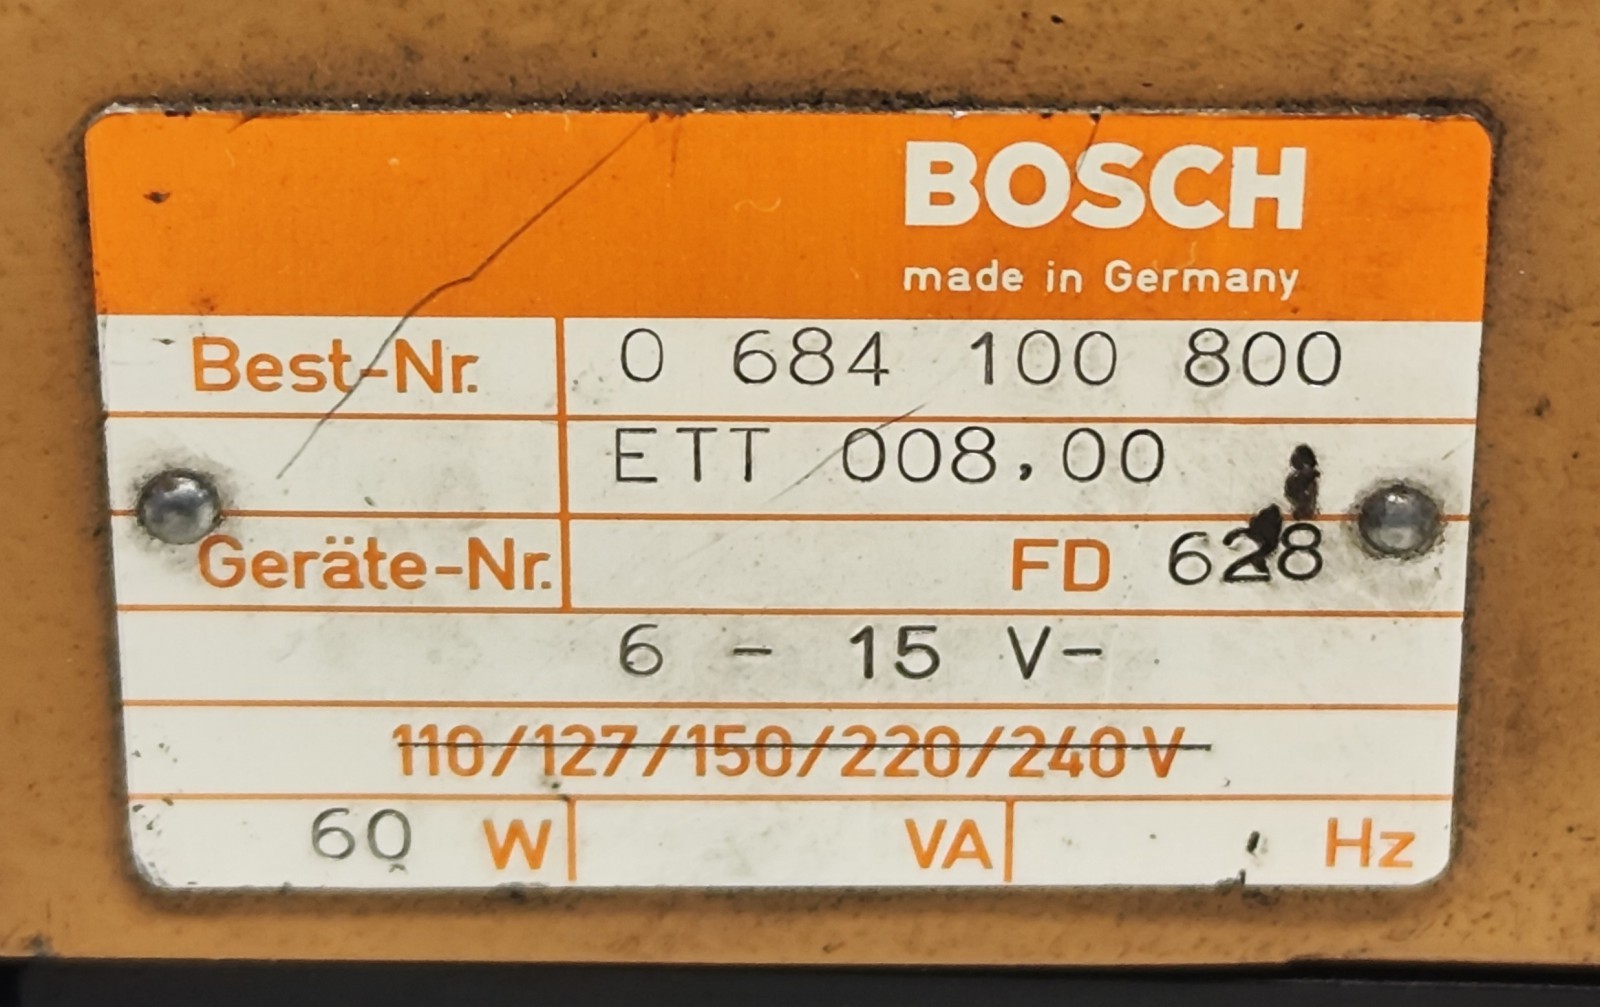 BOSCH
made in Germany
Best-Nr. 0 684 100 800
ETT 008,00
Geräte-Nr. FD 628
6 - 15 V-
110/127/150/220/240 V
60 W VA Hz